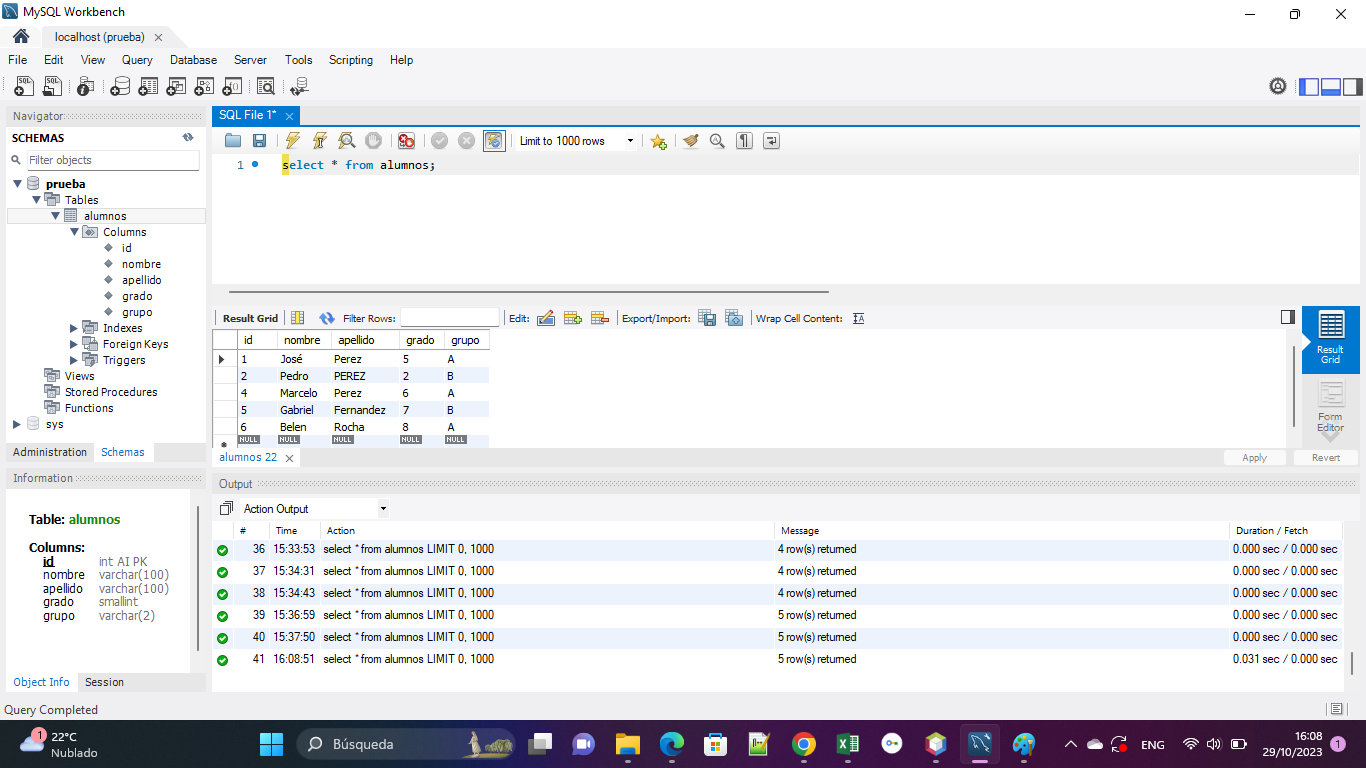 MySQL Workbench
localhost (prueba)
File Edit View Query Database Server Tools Scripting Help
Navigator
SCHEMAS
Filter objects
prueba
Tables
alumnos
Columns
id
nombre
apellido
grado
grupo
Indexes
Foreign Keys
Triggers
Views
Stored Procedures
Functions
sys
Administration Schemas
Information
Table: alumnos
Columns:
id int AI PK
nombre varchar(100)
apellido varchar(100)
grado smallint
grupo varchar(2)
Object Info Session
SQL File 1*
Limit to 1000 rows
1 select * from alumnos;
Result Grid Filter Rows: Edit: Export/Import: Wrap Cell Content:
id nombre apellido grado grupo
1 José Perez 5 A
2 Pedro PEREZ 2 B
4 Marcelo Perez 6 A
5 Gabriel Fernandez 7 B
6 Belen Rocha 8 A
NULL NULL NULL NULL NULL
Result
Grid
Form
Editor
alumnos 22
Apply Revert
Output
Action Output
# Time Action Message Duration / Fetch
36 15:33:53 select * from alumnos LIMIT 0, 1000 4 row(s) returned 0.000 sec / 0.000 sec
37 15:34:31 select * from alumnos LIMIT 0, 1000 4 row(s) returned 0.000 sec / 0.000 sec
38 15:34:43 select * from alumnos LIMIT 0, 1000 4 row(s) returned 0.000 sec / 0.000 sec
39 15:36:59 select * from alumnos LIMIT 0, 1000 5 row(s) returned 0.000 sec / 0.000 sec
40 15:37:50 select * from alumnos LIMIT 0, 1000 5 row(s) returned 0.000 sec / 0.000 sec
41 16:08:51 select * from alumnos LIMIT 0, 1000 5 row(s) returned 0.031 sec / 0.000 sec
Query Completed
1
22°C
Nublado
Búsqueda
ENG
16:08
29/10/2023
1